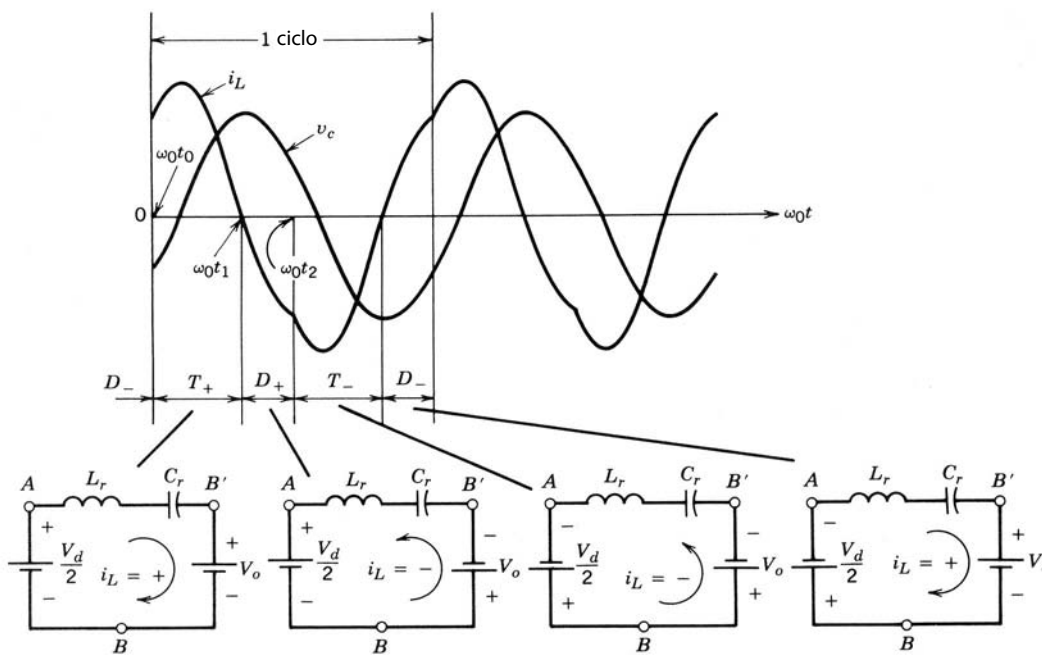 1 ciclo
i_L
v_c
ω₀t₀
0
ω₀t
ω₀t₁
ω₀t₂
D₋ T₊ D₊ T₋ D₋
A L_r C_r B'
+ V_d/2 − i_L = + + V_o −
B
A L_r C_r B'
+ V_d/2 − i_L = − − V_o +
B
A L_r C_r B'
− V_d/2 + i_L = − − V_o +
B
A L_r C_r B'
− V_d/2 + i_L = + + V −
B